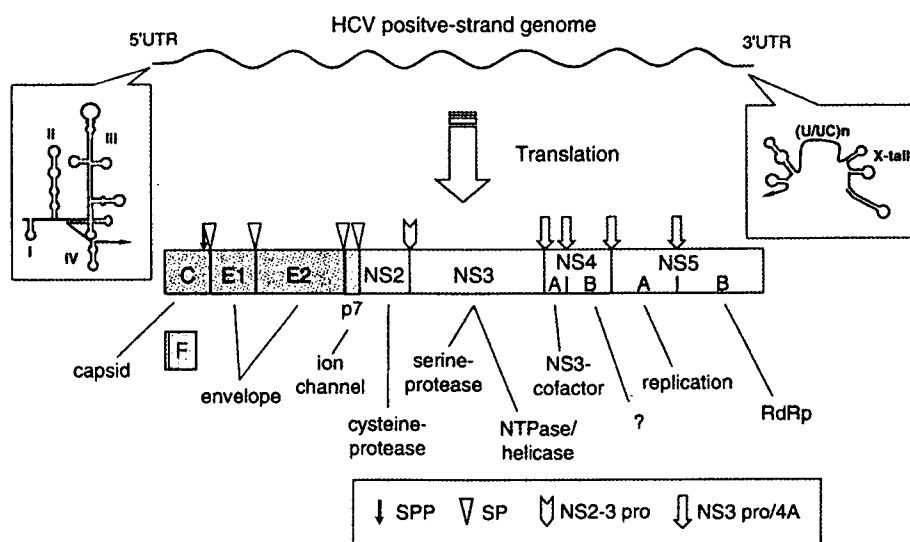 HCV positve-strand genome
5'UTR
3'UTR
II
III
I
IV
(U/UC)n
X-tail
Translation
C
E1
E2
p7
NS2
NS3
NS4
A
B
NS5
A
B
F
capsid
envelope
ion
channel
cysteine-
protease
serine-
protease
NTPase/
helicase
NS3-
cofactor
?
replication
RdRp
SPP
SP
NS2-3 pro
NS3 pro/4A